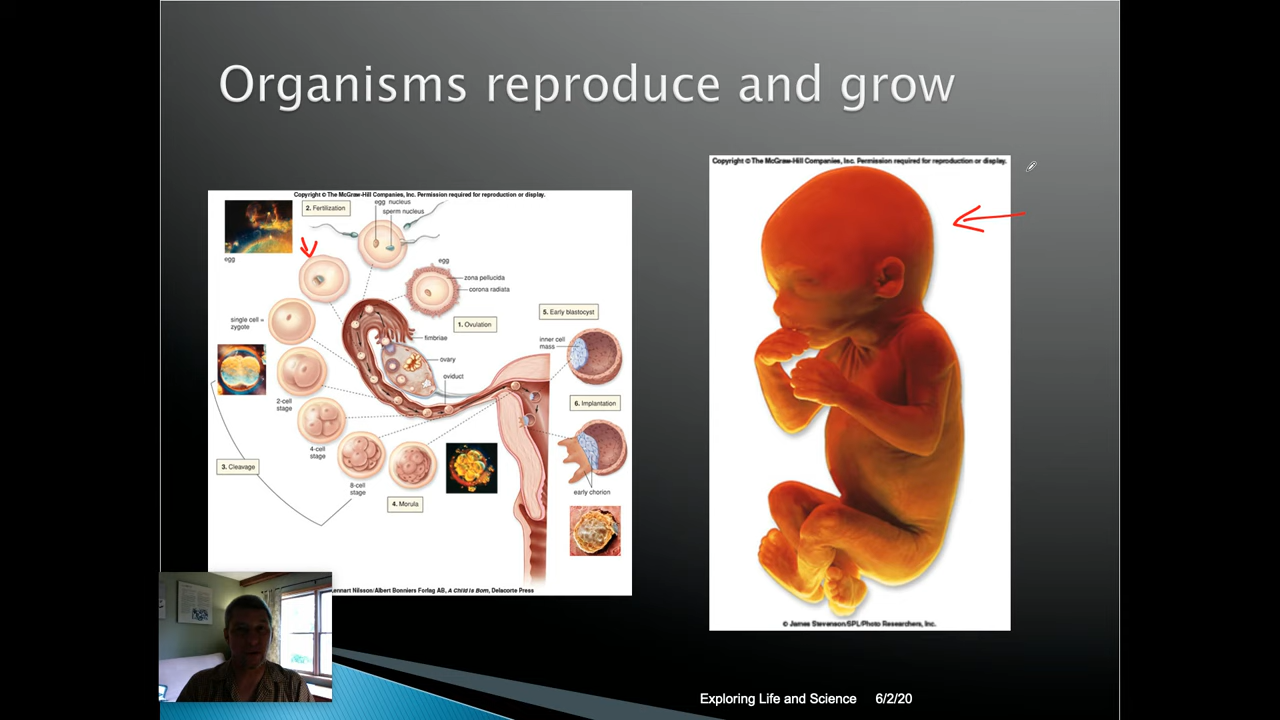 Organisms reproduce and grow
Copyright © The McGraw-Hill Companies, Inc. Permission required for reproduction or display.
2. Fertilization
egg nucleus
sperm nucleus
egg
egg
zona pellucida
corona radiata
single cell =
zygote
1. Ovulation
fimbriae
ovary
oviduct
5. Early blastocyst
inner cell
mass
2-cell
stage
6. Implantation
4-cell
stage
3. Cleavage
8-cell
stage
early chorion
4. Morula
ennart Nilsson/Albert Bonniers Forlag AB, A Child is Born, Delacorte Press
Copyright © The McGraw-Hill Companies, Inc. Permission required for reproduction or display.
© James Stevenson/SPL/Photo Researchers, Inc.
Exploring Life and Science 6/2/20